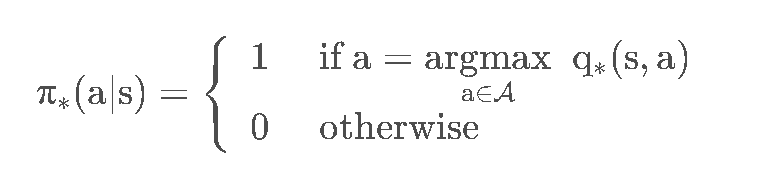 π∗(a|s) = { 1 if a = argmax q∗(s, a)
a∈𝒜
0 otherwise